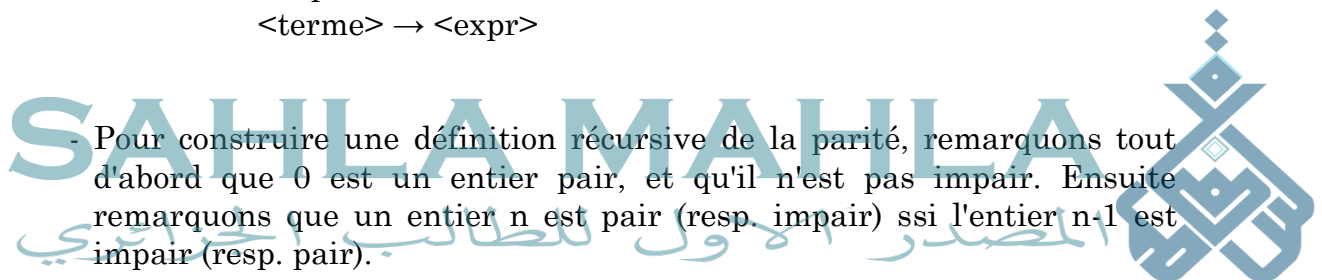 <terme> → <expr>
SAHLA MAHLA
- Pour construire une définition récursive de la parité, remarquons tout
d'abord que 0 est un entier pair, et qu'il n'est pas impair. Ensuite
remarquons que un entier n est pair (resp. impair) ssi l'entier n-1 est
المصدر الاول للطالب الجزائري
impair (resp. pair).